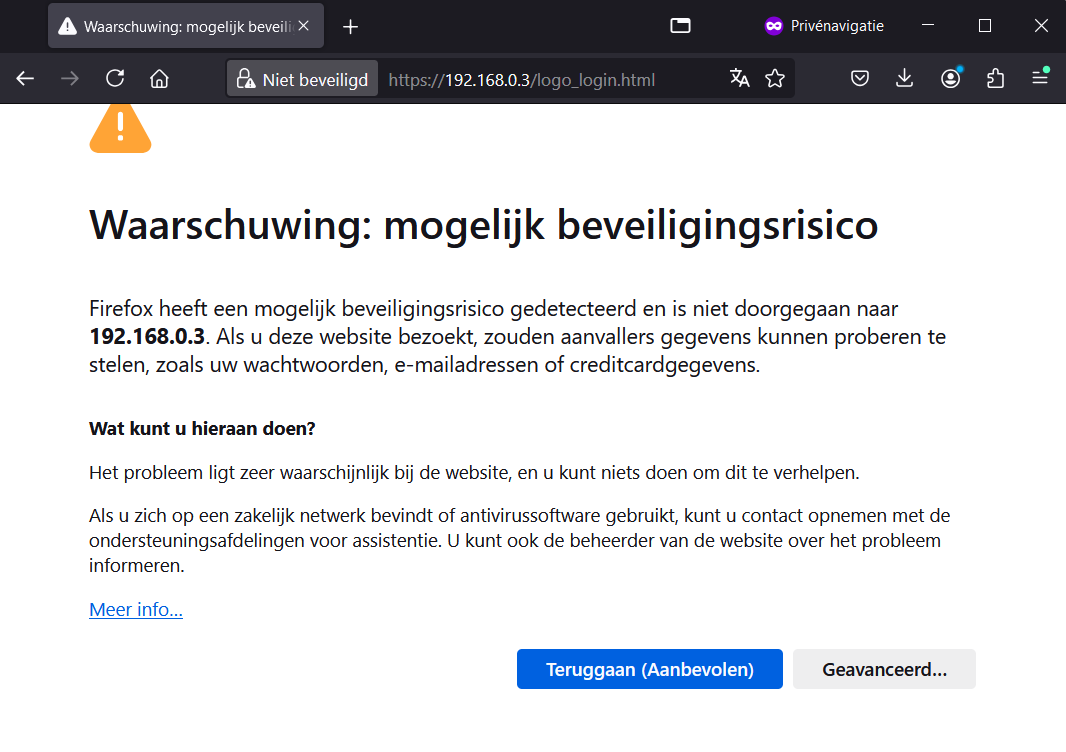 Waarschuwing: mogelijk beveili
Privénavigatie
Niet beveiligd
https://192.168.0.3/logo_login.html
Waarschuwing: mogelijk beveiligingsrisico
Firefox heeft een mogelijk beveiligingsrisico gedetecteerd en is niet doorgegaan naar
192.168.0.3. Als u deze website bezoekt, zouden aanvallers gegevens kunnen proberen te
stelen, zoals uw wachtwoorden, e-mailadressen of creditcardgegevens.
Wat kunt u hieraan doen?
Het probleem ligt zeer waarschijnlijk bij de website, en u kunt niets doen om dit te verhelpen.
Als u zich op een zakelijk netwerk bevindt of antivirussoftware gebruikt, kunt u contact opnemen met de
ondersteuningsafdelingen voor assistentie. U kunt ook de beheerder van de website over het probleem
informeren.
Meer info...
Teruggaan (Aanbevolen)
Geavanceerd...